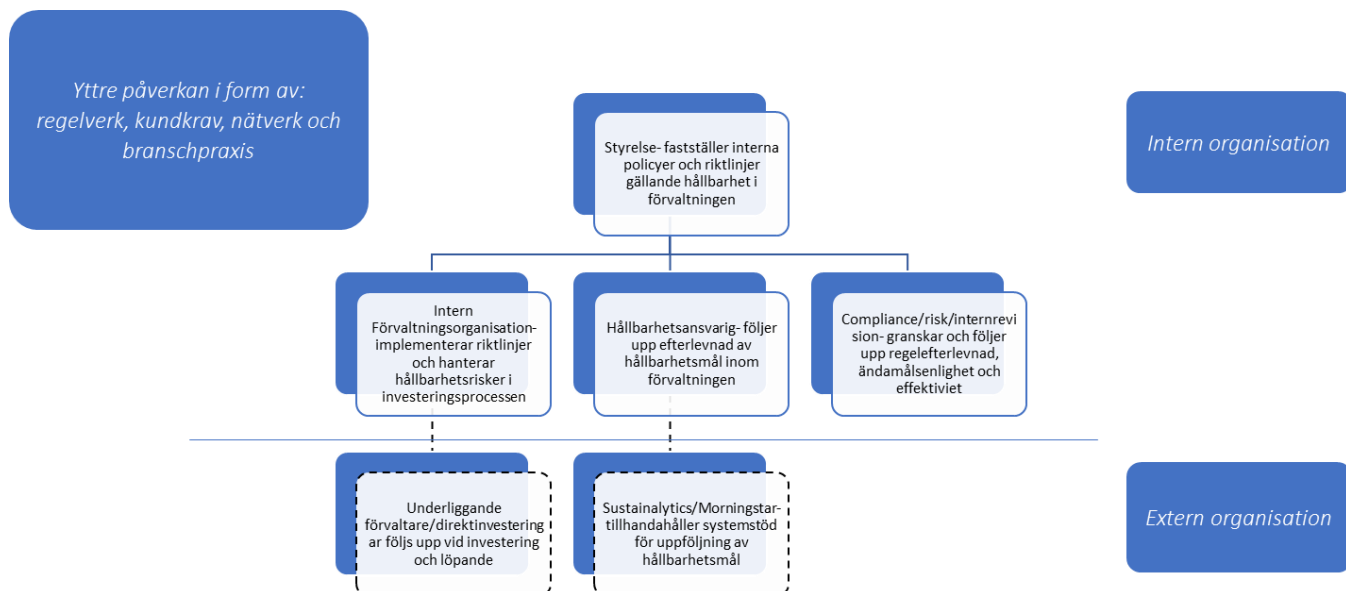 Yttre påverkan i form av:
regelverk, kundkrav, nätverk och
branschpraxis
Intern organisation
Styrelse- fastställer interna
policyer och riktlinjer
gällande hållbarhet i
förvaltningen
Intern
Förvaltningsorganisation-
implementerar riktlinjer
och hanterar
hållbarhetsrisker i
investeringsprocessen
Hållbarhetsansvarig- följer
upp efterlevnad av
hållbarhetsmål inom
förvaltningen
Compliance/risk/internrevi
sion- granskar och följer
upp regelefterlevnad,
ändamålsenlighet och
effektiviet
Underliggande
förvaltare/direktinvestering
ar följs upp vid investering
och löpande
Sustainalytics/Morningstar-
tillhandahåller systemstöd
för uppföljning av
hållbarhetsmål
Extern organisation